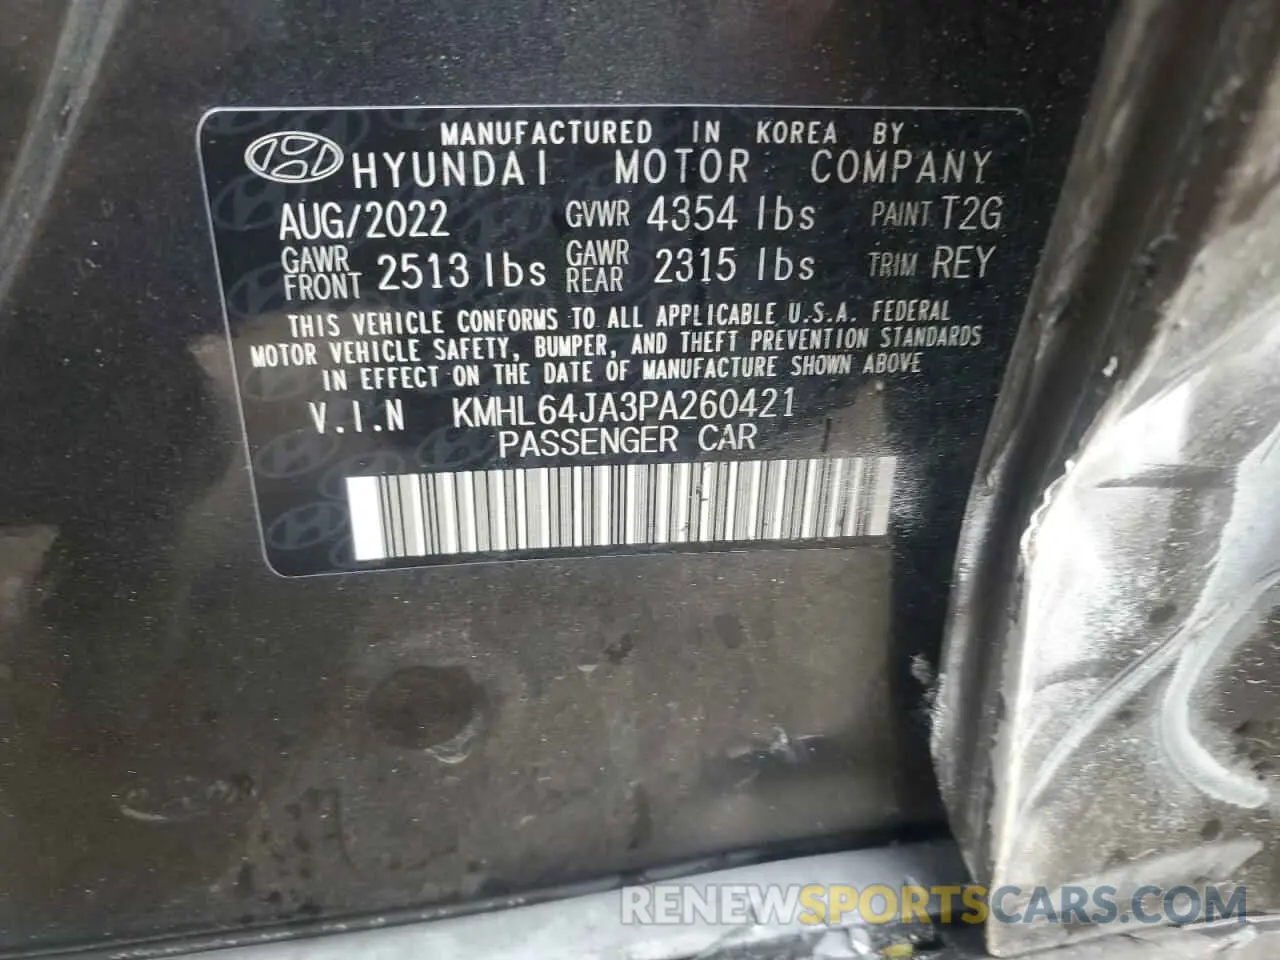 MANUFACTURED IN KOREA BY
HYUNDAI MOTOR COMPANY
AUG/2022 GVWR 4354 lbs PAINT T2G
GAWR FRONT 2513 lbs GAWR REAR 2315 lbs TRIM REY
THIS VEHICLE CONFORMS TO ALL APPLICABLE U.S.A. FEDERAL
MOTOR VEHICLE SAFETY, BUMPER, AND THEFT PREVENTION STANDARDS
IN EFFECT ON THE DATE OF MANUFACTURE SHOWN ABOVE
V.I.N KMHL64JA3PA260421
PASSENGER CAR
RENEWSPORTSCARS.COM